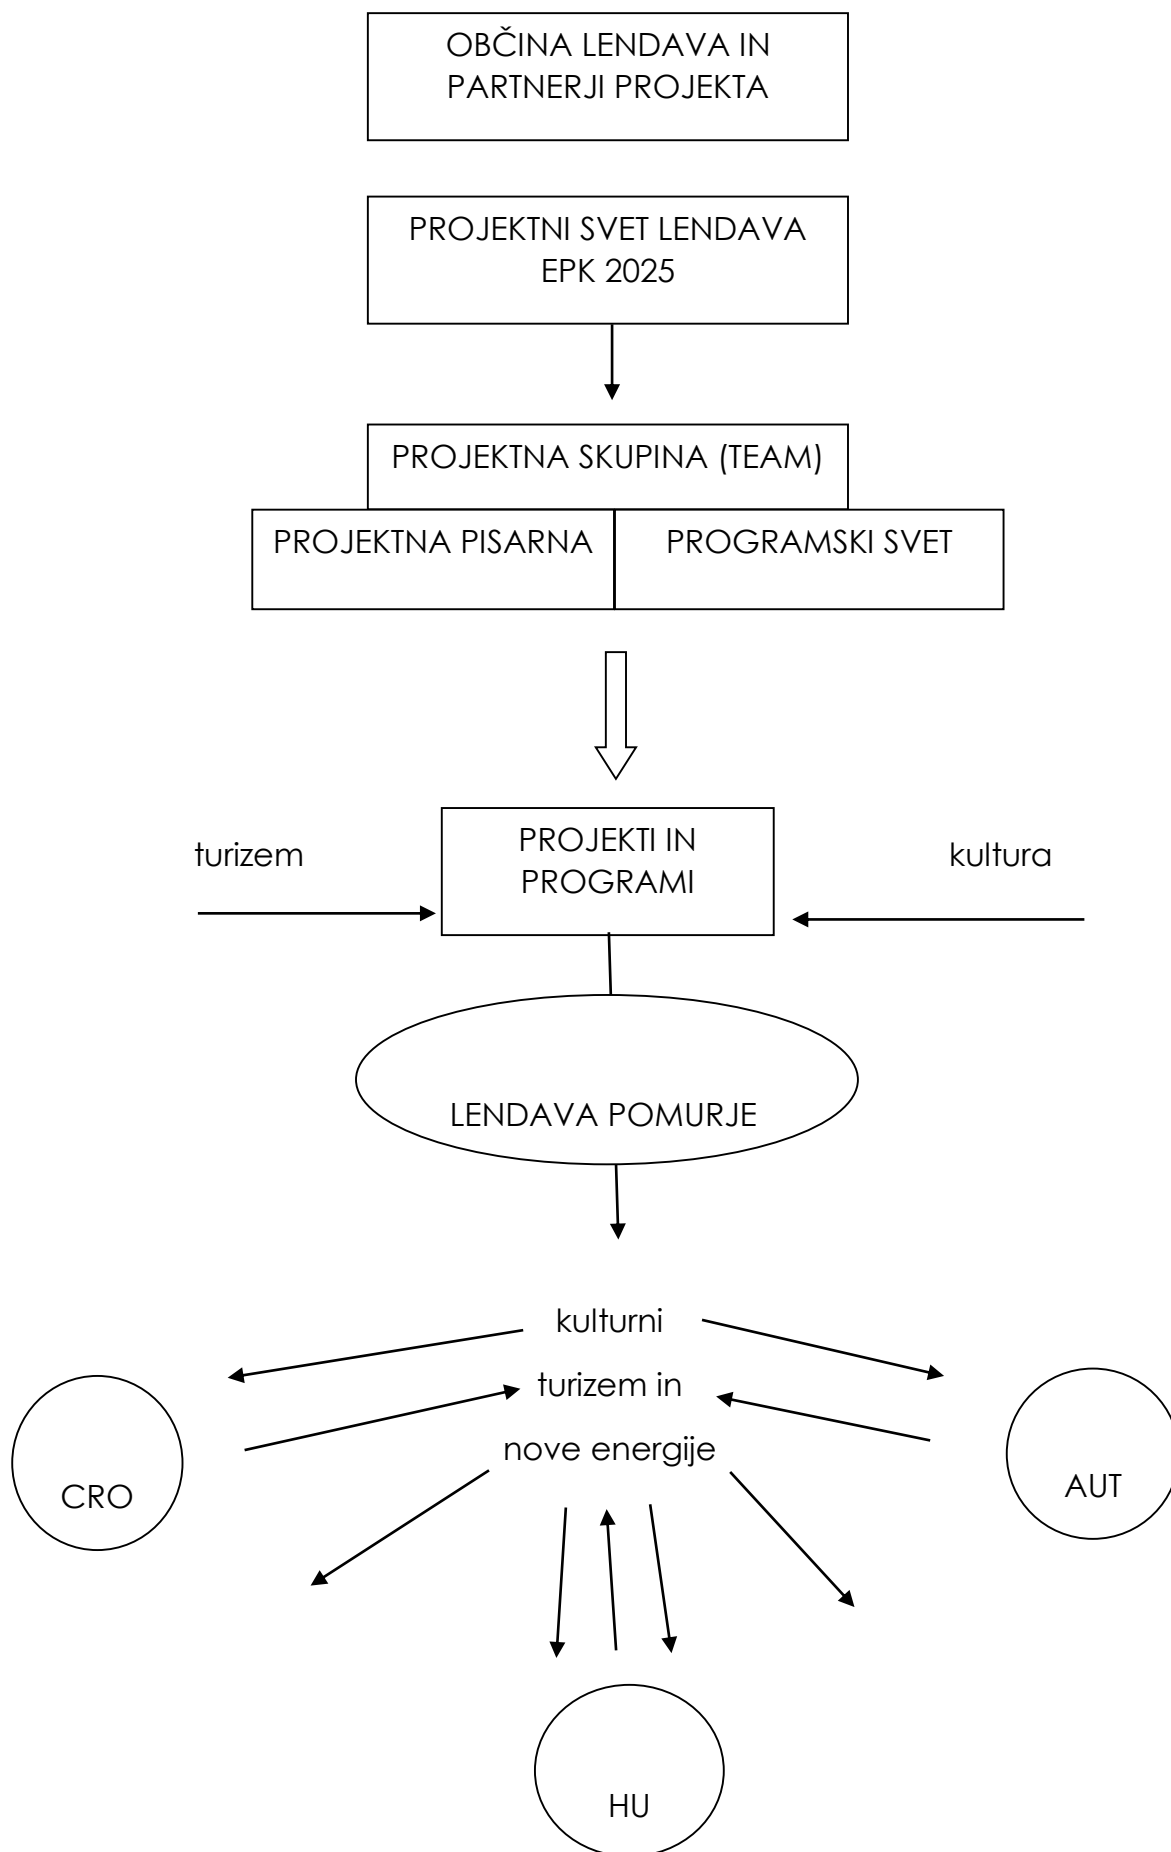 OBČINA LENDAVA IN
PARTNERJI PROJEKTA
PROJEKTNI SVET LENDAVA
EPK 2025
PROJEKTNA SKUPINA (TEAM)
PROJEKTNA PISARNA
PROGRAMSKI SVET
turizem
PROJEKTI IN
PROGRAMI
kultura
LENDAVA POMURJE
kulturni
turizem in
nove energije
CRO
AUT
HU